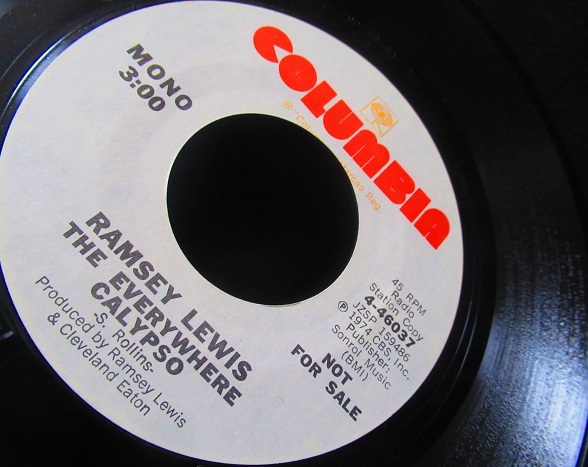 MONO
3:00
COLUMBIA
45 RPM
Radio
Station Copy
4-46037
JZSP 159486
Ⓟ 1974 CBS, Inc.
Publisher:
Sonrol Music
(BMI)
NOT
FOR SALE
RAMSEY LEWIS
THE EVERYWHERE
CALYPSO
-S. Rollins-
Produced by Ramsey Lewis
& Cleveland Eaton